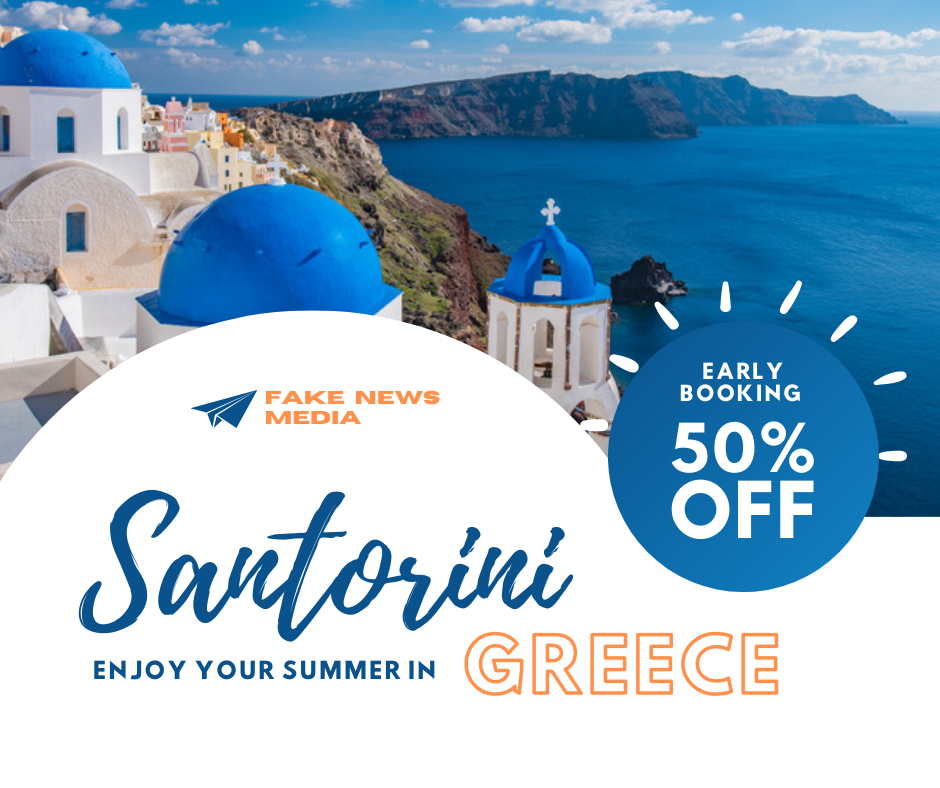 FAKE NEWS
MEDIA
EARLY
BOOKING
50%
OFF
Santorini
ENJOY YOUR SUMMER IN
GREECE